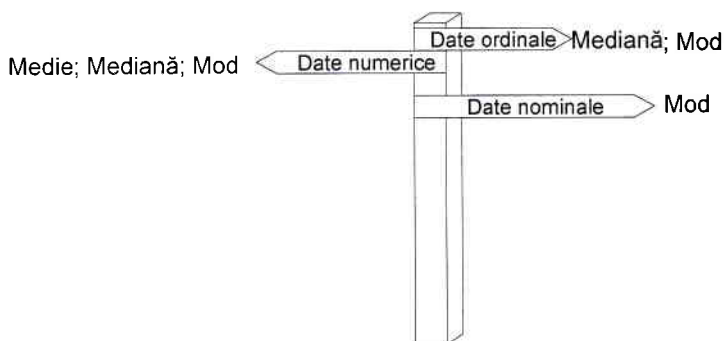 Date ordinale Mediană; Mod
Medie; Mediană; Mod Date numerice
Date nominale Mod